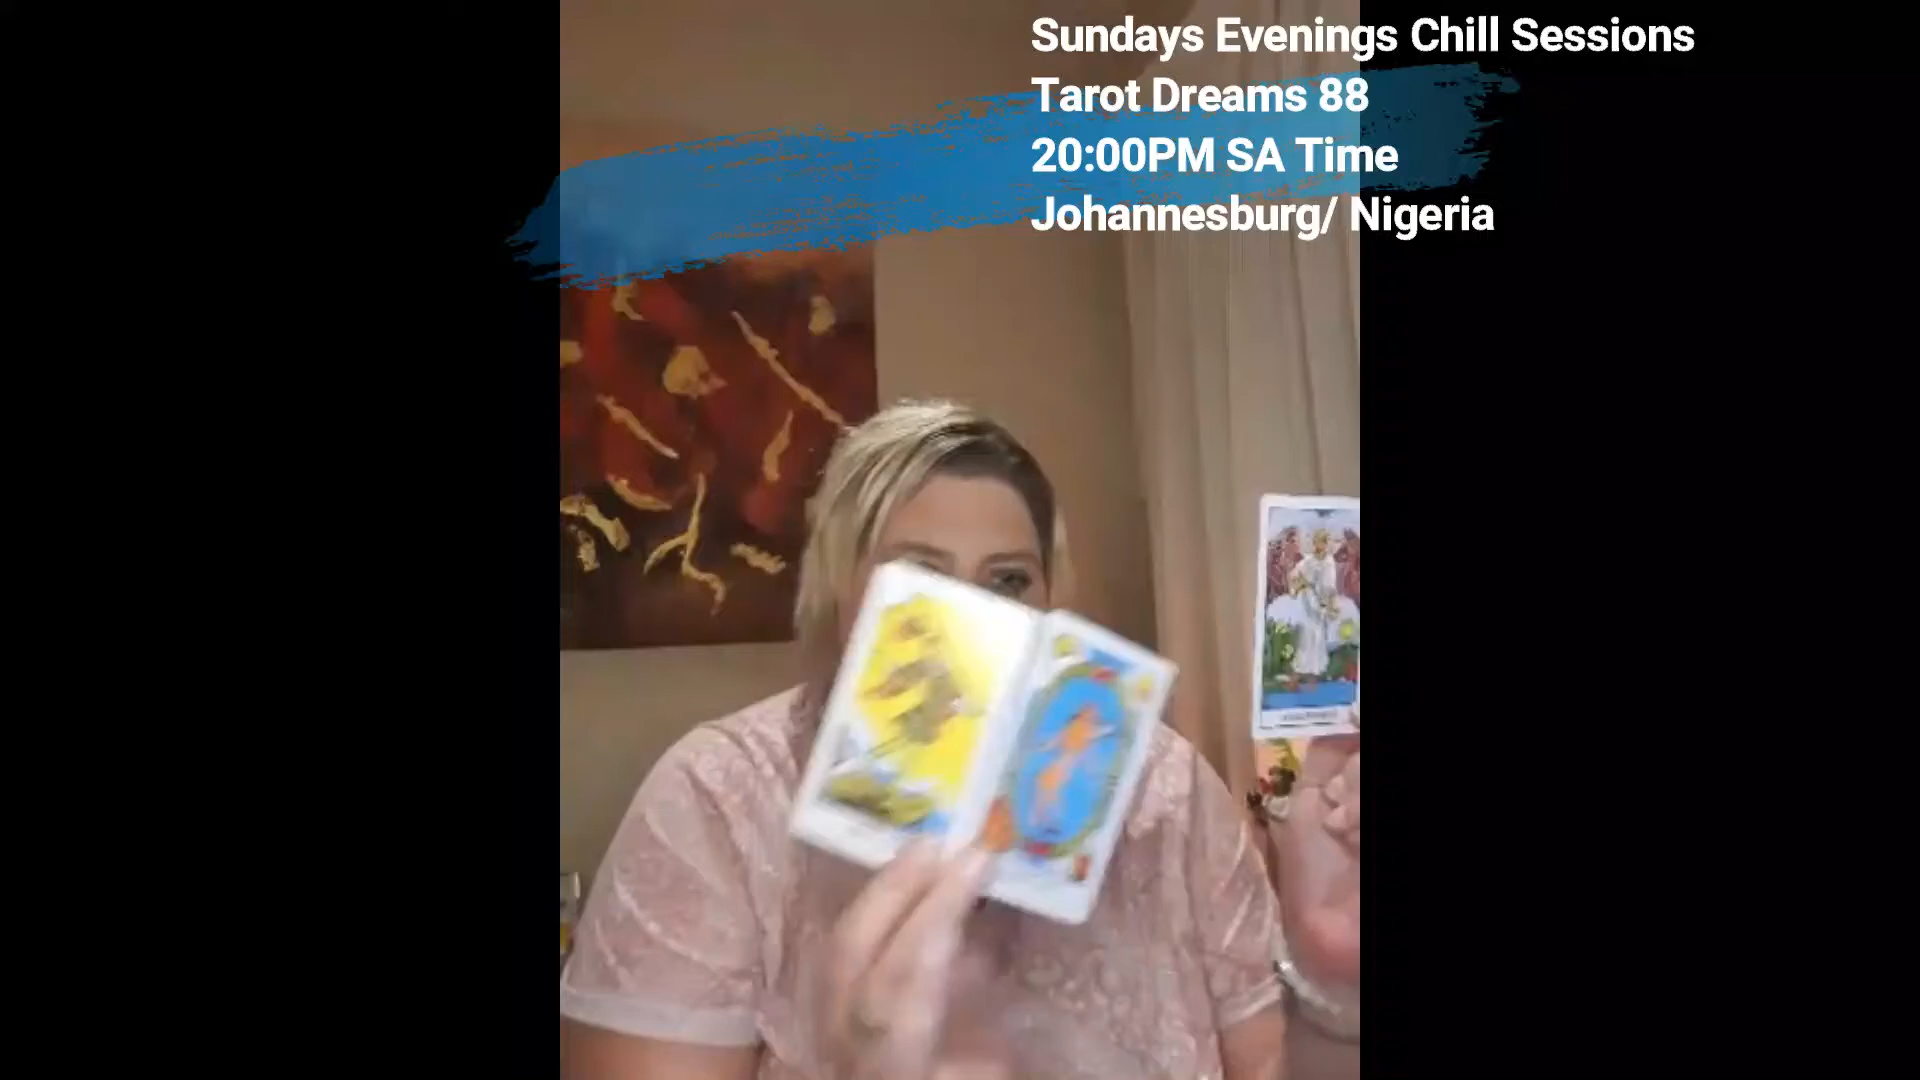 Sundays Evenings Chill Sessions
Tarot Dreams 88
20:00PM SA Time
Johannesburg/ Nigeria